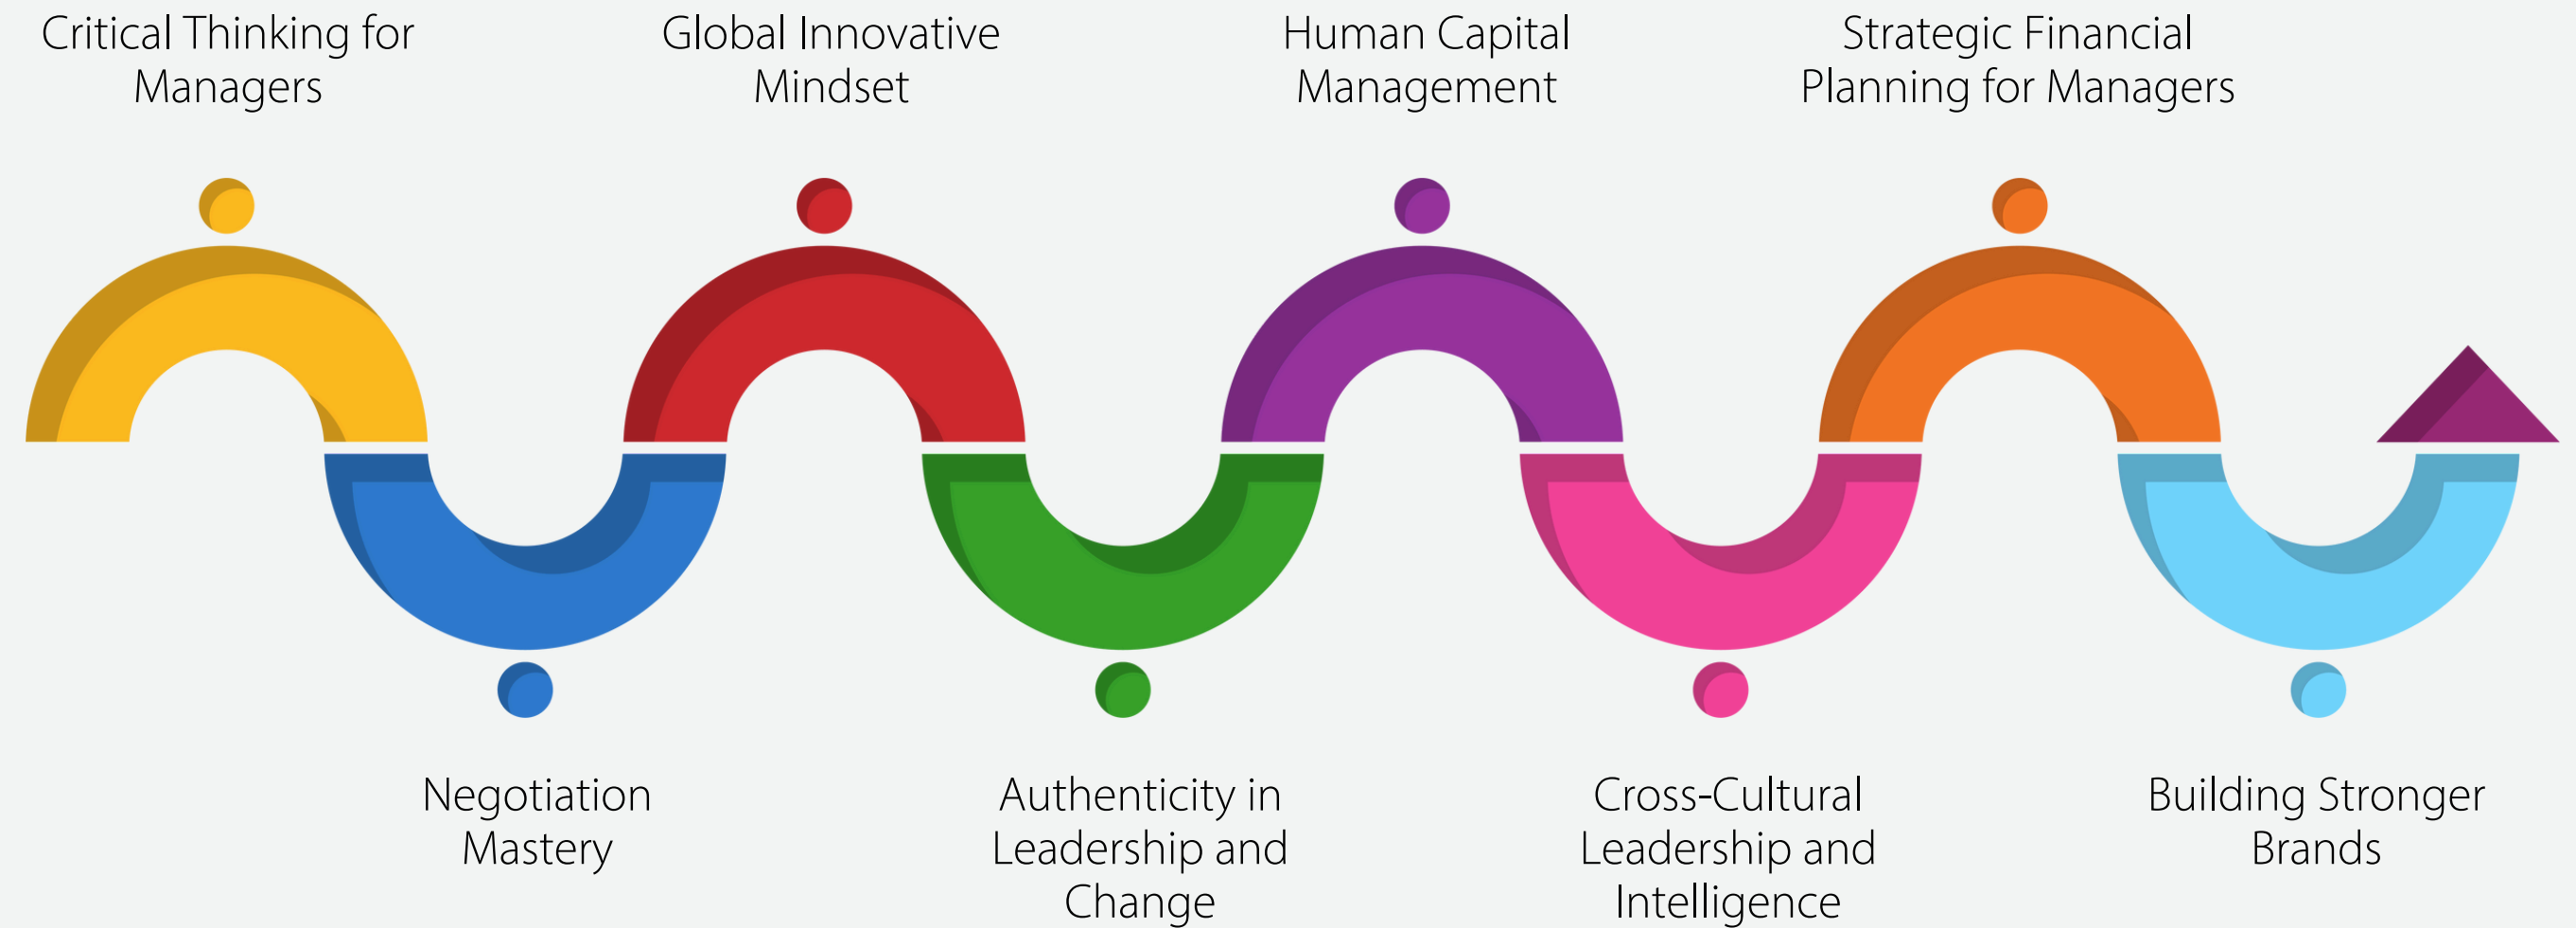 Critical Thinking for
Managers
Global Innovative
Mindset
Human Capital
Management
Strategic Financial
Planning for Managers
Negotiation
Mastery
Authenticity in
Leadership and
Change
Cross-Cultural
Leadership and
Intelligence
Building Stronger
Brands